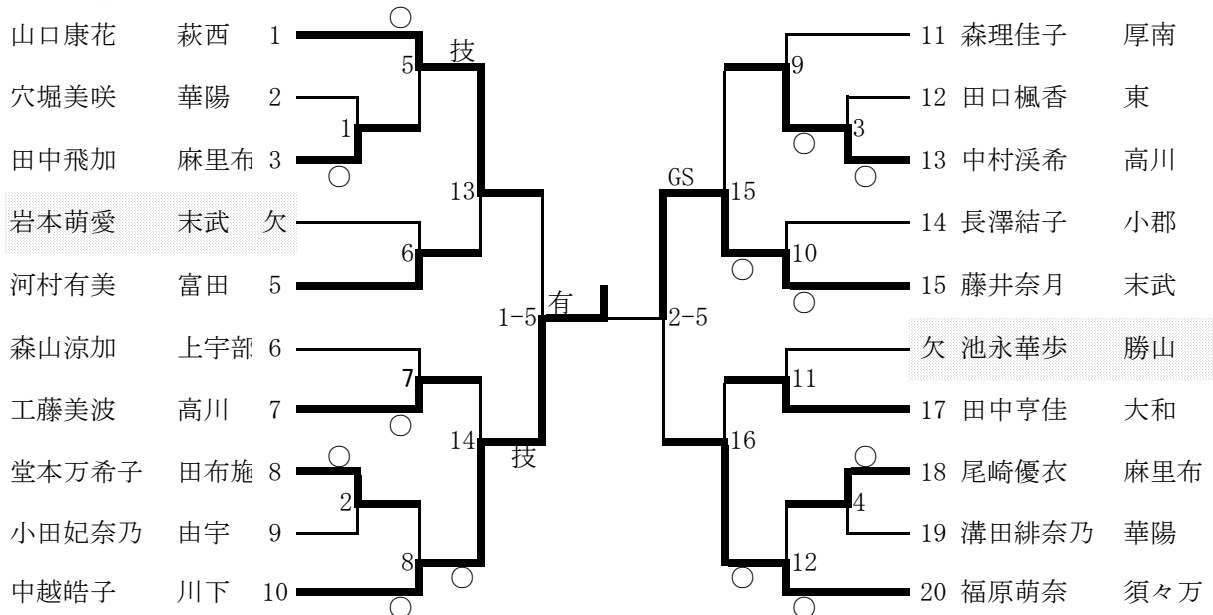 ○
山口康花 萩西 1
11 森理佳子 厚南
技
5
9
穴堀美咲 華陽 2
12 田口楓香 東
1
3
○
田中飛加 麻里布 3
13 中村渓希 高川
○
○
GS
13
15
岩本萌愛 末武 欠
14 長澤結子 小郡
6
10
○
河村有美 富田 5
15 藤井奈月 末武
○
有
1-5
2-5
森山涼加 上宇部 6
欠 池永華歩 勝山
7
11
工藤美波 高川 7
17 田中亨佳 大和
○
14
16
技
○
○
堂本万希子 田布施 8
18 尾崎優衣 麻里布
2
4
小田妃奈乃 由宇 9
19 溝田緋奈乃 華陽
8
12
○
○
中越皓子 川下 10
20 福原萌奈 須々万
○
○